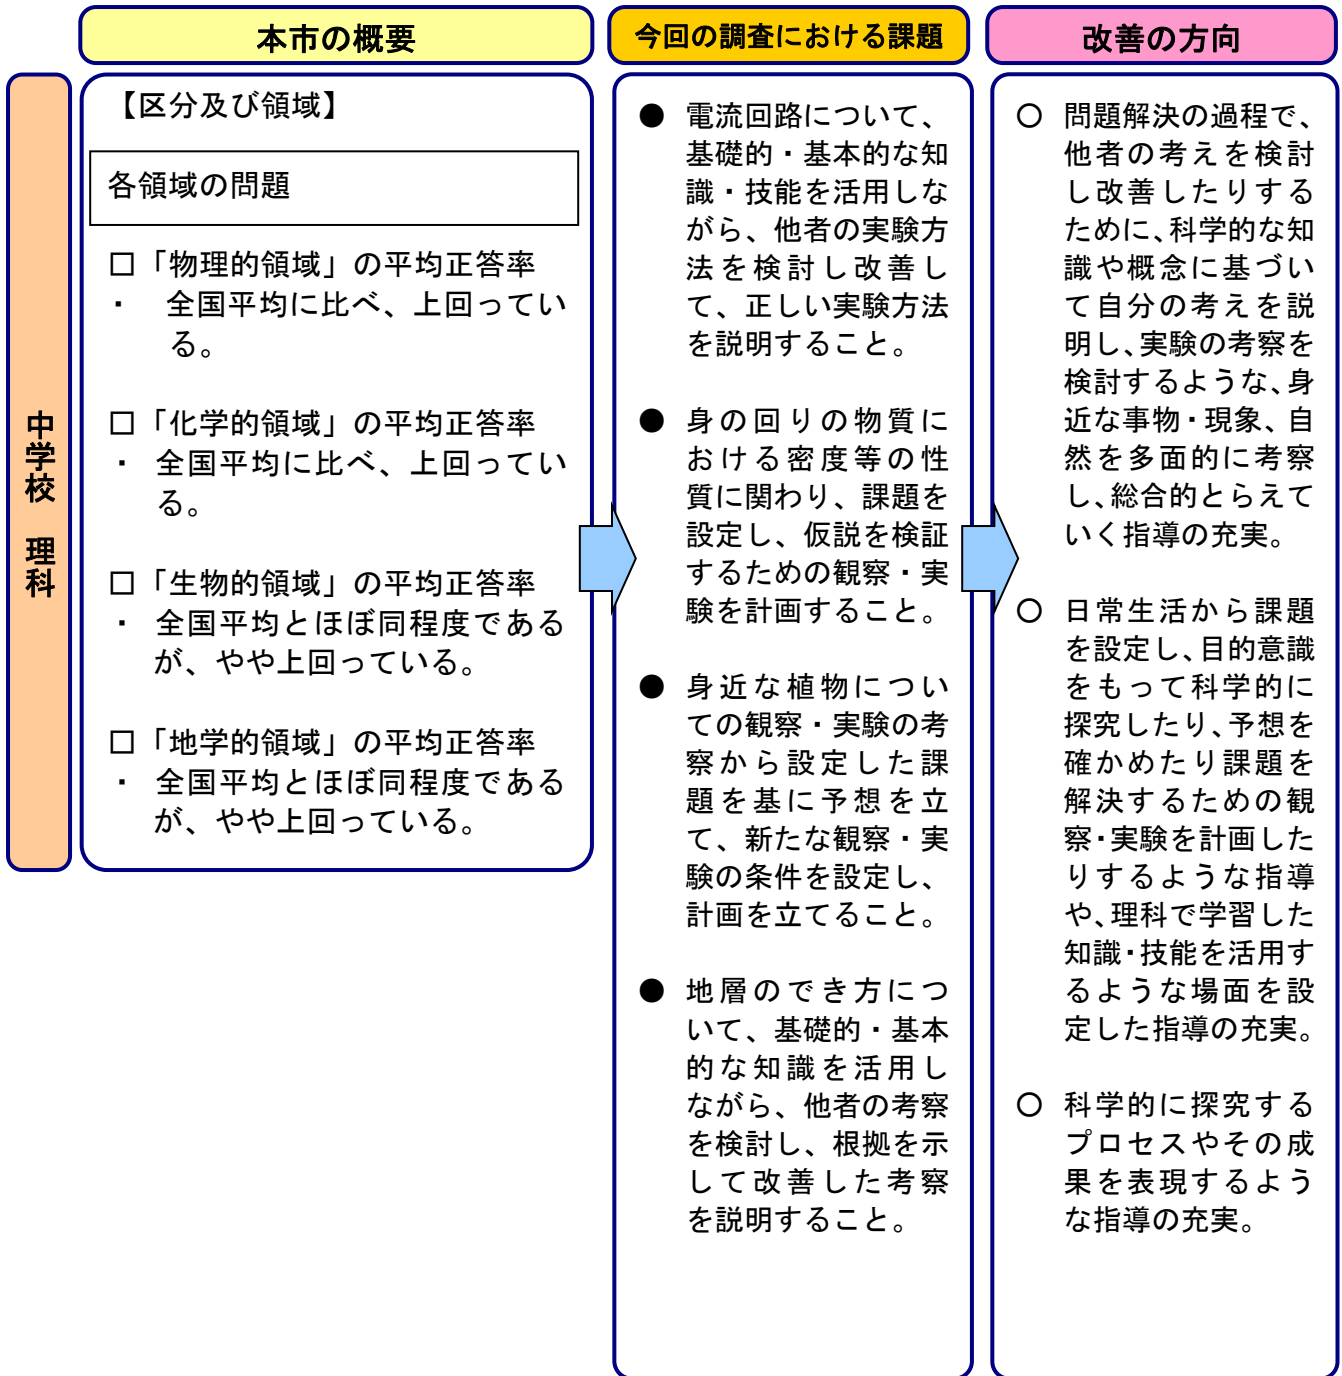 本市の概要
今回の調査における課題
改善の方向
中学校 理科
【区分及び領域】
各領域の問題
□「物理的領域」の平均正答率
・ 全国平均に比べ、上回ってい
る。
□「化学的領域」の平均正答率
・ 全国平均に比べ、上回ってい
る。
□「生物的領域」の平均正答率
・ 全国平均とほぼ同程度である
が、やや上回っている。
□「地学的領域」の平均正答率
・ 全国平均とほぼ同程度である
が、やや上回っている。
● 電流回路について、
基礎的・基本的な知
識・技能を活用しな
がら、他者の実験方
法を検討し改善し
て、正しい実験方法
を説明すること。
● 身の回りの物質に
おける密度等の性
質に関わり、課題を
設定し、仮説を検証
するための観察・実
験を計画すること。
● 身近な植物につい
ての観察・実験の考
察から設定した課
題を基に予想を立
て、新たな観察・実
験の条件を設定し、
計画を立てること。
● 地層のでき方につ
いて、基礎的・基本
的な知識を活用し
ながら、他者の考察
を検討し、根拠を示
して改善した考察
を説明すること。
○ 問題解決の過程で、
他者の考えを検討
し改善したりする
ために、科学的な知
識や概念に基づい
て自分の考えを説
明し、実験の考察を
検討するような、身
近な事物・現象、自
然を多面的に考察
し、総合的とらえて
いく指導の充実。
○ 日常生活から課題
を設定し、目的意識
をもって科学的に
探究したり、予想を
確かめたり課題を
解決するための観
察・実験を計画した
りするような指導
や、理科で学習した
知識・技能を活用す
るような場面を設
定した指導の充実。
○ 科学的に探究する
プロセスやその成
果を表現するよう
な指導の充実。